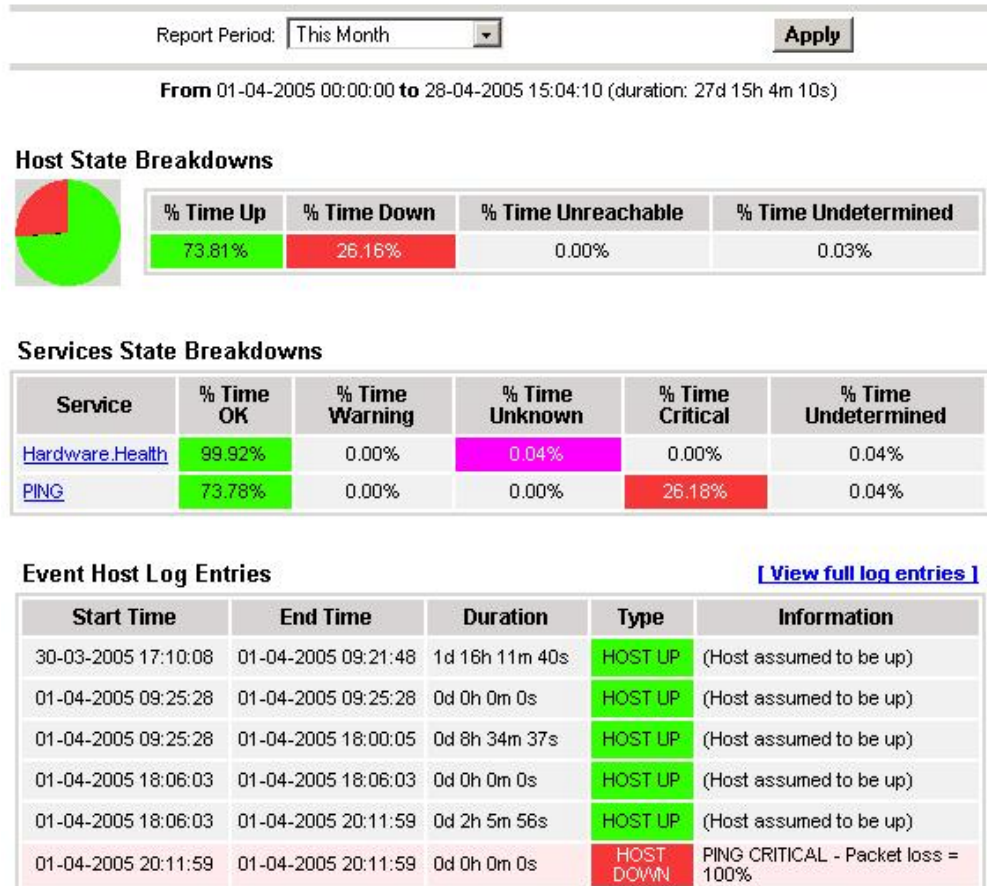 Report Period: This Month Apply
From 01-04-2005 00:00:00 to 28-04-2005 15:04:10 (duration: 27d 15h 4m 10s)
Host State Breakdowns
% Time Up % Time Down % Time Unreachable % Time Undetermined
73.81% 26.16% 0.00% 0.03%
Services State Breakdowns
Service % Time OK % Time Warning % Time Unknown % Time Critical % Time Undetermined
Hardware.Health 99.92% 0.00% 0.04% 0.00% 0.04%
PING 73.78% 0.00% 0.00% 26.18% 0.04%
Event Host Log Entries [ View full log entries ]
Start Time End Time Duration Type Information
30-03-2005 17:10:08 01-04-2005 09:21:48 1d 16h 11m 40s HOST UP (Host assumed to be up)
01-04-2005 09:25:28 01-04-2005 09:25:28 0d 0h 0m 0s HOST UP (Host assumed to be up)
01-04-2005 09:25:28 01-04-2005 18:00:05 0d 8h 34m 37s HOST UP (Host assumed to be up)
01-04-2005 18:06:03 01-04-2005 18:06:03 0d 0h 0m 0s HOST UP (Host assumed to be up)
01-04-2005 18:06:03 01-04-2005 20:11:59 0d 2h 5m 56s HOST UP (Host assumed to be up)
01-04-2005 20:11:59 01-04-2005 20:11:59 0d 0h 0m 0s HOST DOWN PING CRITICAL - Packet loss = 100%